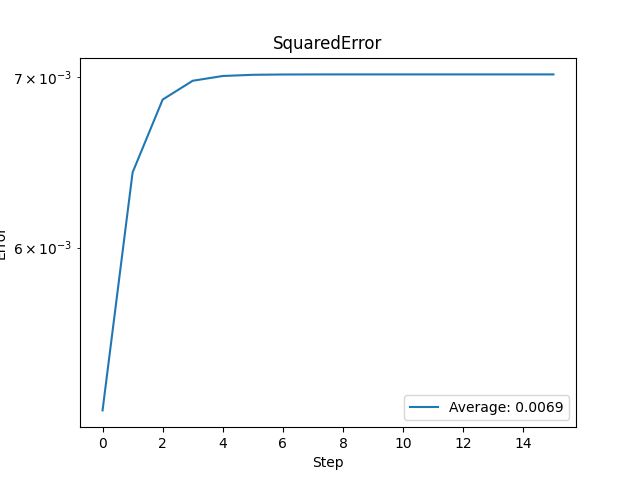 SquaredError
7 × 10⁻³
6 × 10⁻³
Error
Average: 0.0069
0 2 4 6 8 10 12 14
Step